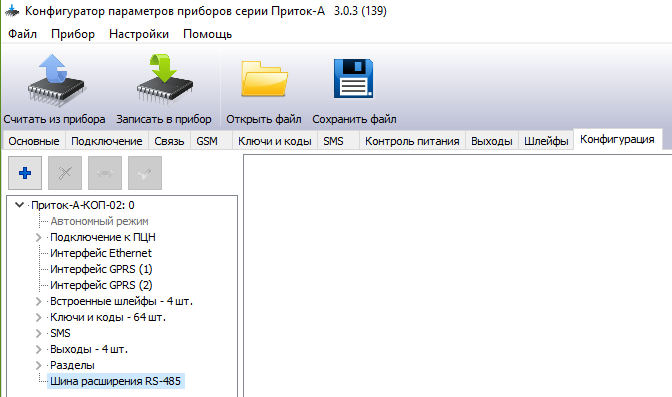 Конфигуратор параметров приборов серии Приток-А 3.0.3 (139)
Файл Прибор Настройки Помощь
Считать из прибора Записать в прибор Открыть файл Сохранить файл
Основные Подключение Связь GSM Ключи и коды SMS Контроль питания Выходы Шлейфы Конфигурация
Приток-А-КОП-02: 0
Автономный режим
Подключение к ПЦН
Интерфейс Ethernet
Интерфейс GPRS (1)
Интерфейс GPRS (2)
Встроенные шлейфы - 4 шт.
Ключи и коды - 64 шт.
SMS
Выходы - 4 шт.
Разделы
Шина расширения RS-485